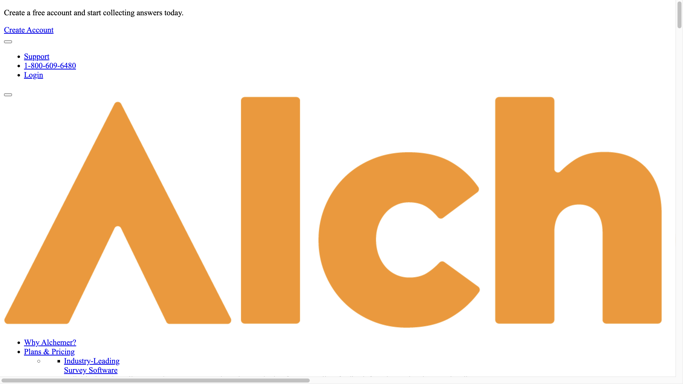 Create a free account and start collecting answers today.
Create Account
Support
1-800-609-6480
Login
Alch
Why Alchemer?
Plans & Pricing
Industry-Leading
Survey Software